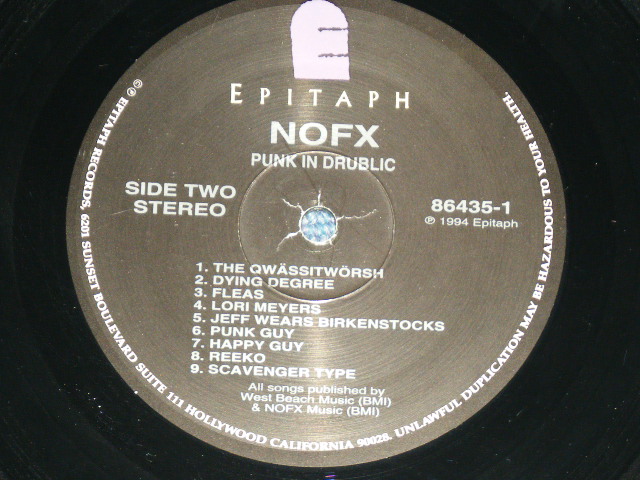 E
EPITAPH
NOFX
PUNK IN DRUBLIC
SIDE TWO
STEREO
86435-1
℗ 1994 Epitaph
1. THE QWÄSSITWÖRSH
2. DYING DEGREE
3. FLEAS
4. LORI MEYERS
5. JEFF WEARS BIRKENSTOCKS
6. PUNK GUY
7. HAPPY GUY
8. REEKO
9. SCAVENGER TYPE
All songs published by
West Beach Music (BMI)
& NOFX Music (BMI)
© ℗ EPITAPH RECORDS, 6201 SUNSET BOULEVARD SUITE 111 HOLLYWOOD CALIFORNIA 90028. UNLAWFUL DUPLICATION MAY BE HAZARDOUS TO YOUR HEALTH.